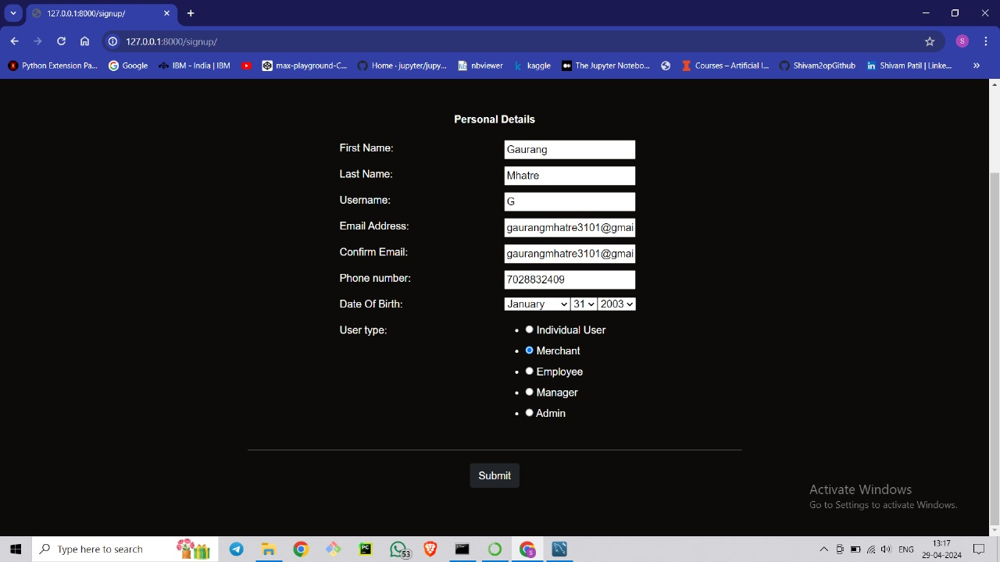 127.0.0.1:8000/signup/
127.0.0.1:8000/signup/
S
Python Extension Pa... Google IBM - India | IBM max-playground-C... Home · jupyter/jupy... nbviewer kaggle The Jupyter Notebo... Courses – Artificial I... Shivam2opGithub Shivam Patil | Linke...
Personal Details
First Name: Gaurang
Last Name: Mhatre
Username: G
Email Address: gaurangmhatre3101@gmai
Confirm Email: gaurangmhatre3101@gmai
Phone number: 7028832409
Date Of Birth: January 31 2003
User type: Individual User
Merchant
Employee
Manager
Admin
Submit
Activate Windows
Go to Settings to activate Windows.
Type here to search PC 33 S ENG 13:17
29-04-2024